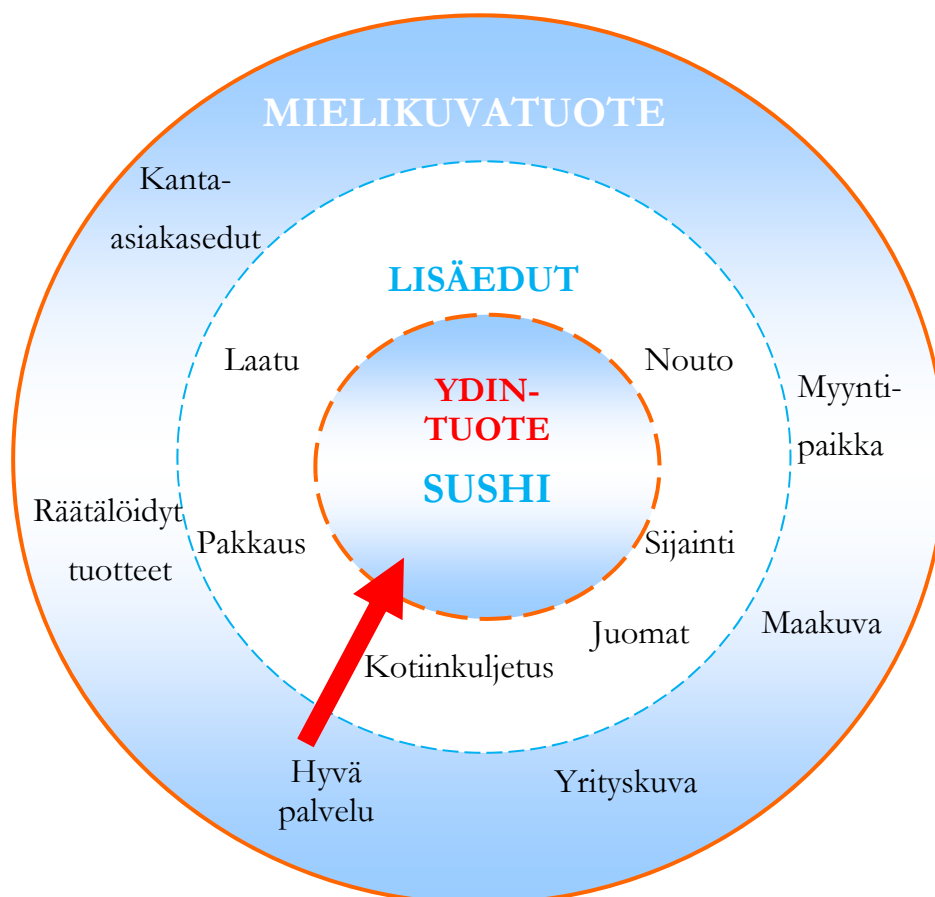 MIELIKUVATUOTE
Kanta-
asiakasedut
LISÄEDUT
Laatu
Nouto
YDIN-
TUOTE
SUSHI
Myynti-
paikka
Räätälöidyt
tuotteet
Pakkaus
Sijainti
Juomat
Maakuva
Kotiinkuljetus
Hyvä
palvelu
Yrityskuva